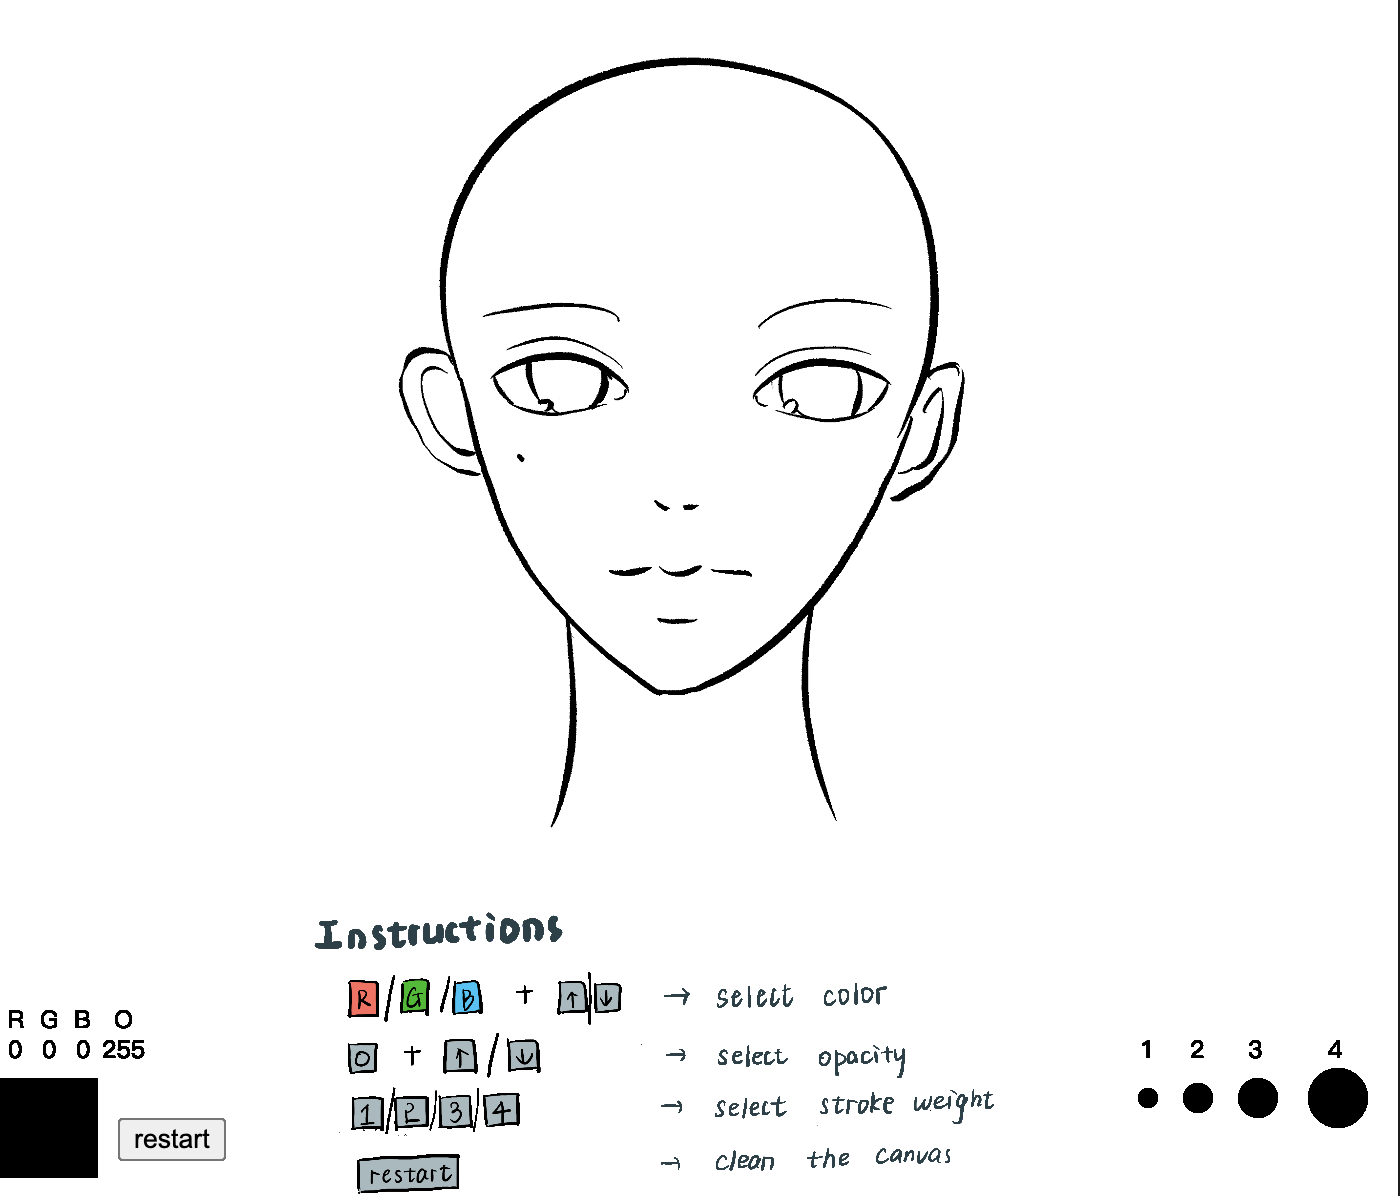 Instructions
R / G / B + ↑ | ↓ → select color
O + ↑ / ↓ → select opacity
1 / 2 / 3 / 4 → select stroke weight
restart → clean the canvas
R G B O
0 0 0 255
restart
1 2 3 4